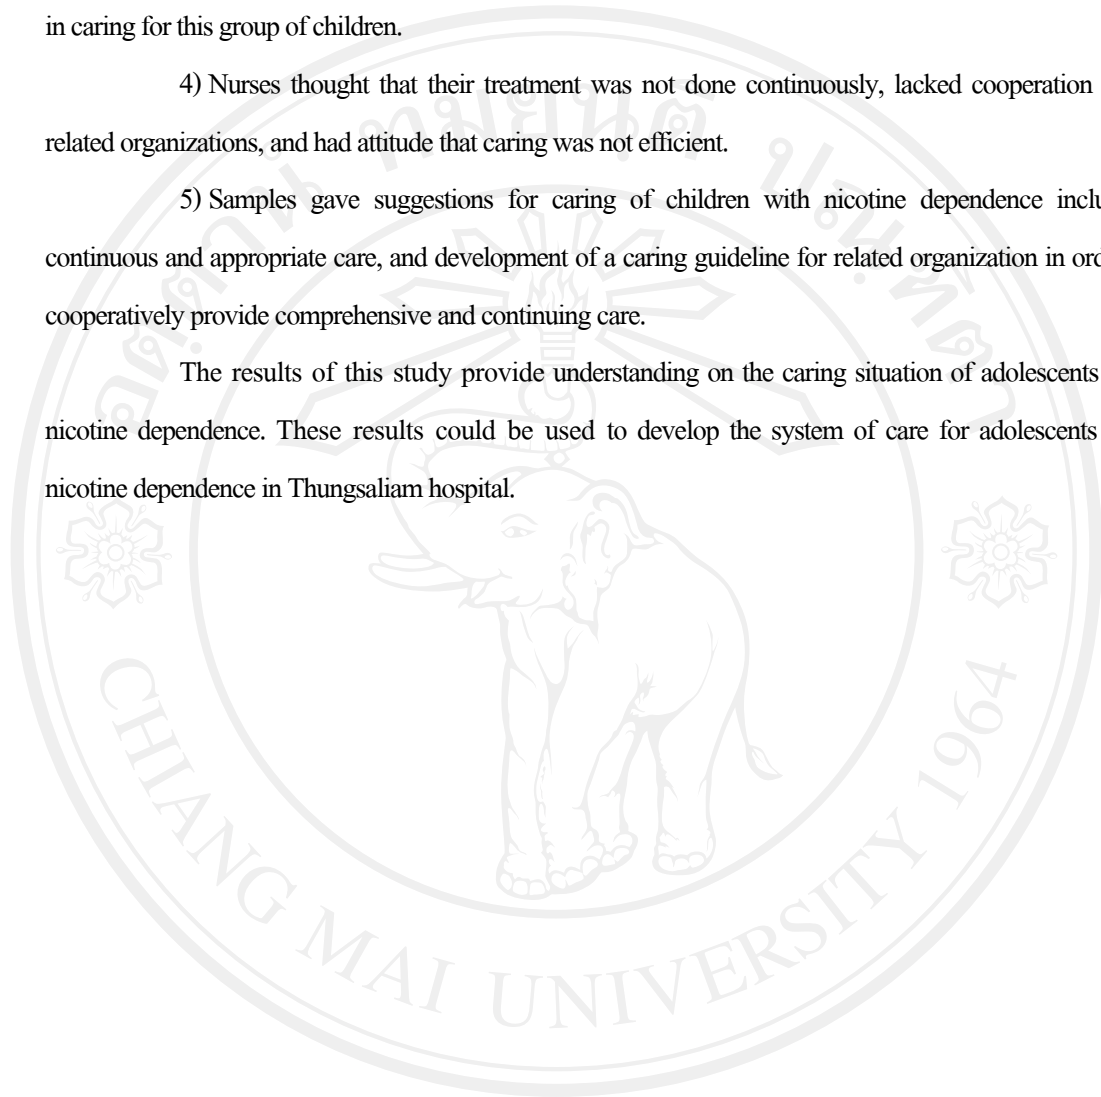 in caring for this group of children.
4) Nurses thought that their treatment was not done continuously, lacked cooperation
related organizations, and had attitude that caring was not efficient.
5) Samples gave suggestions for caring of children with nicotine dependence
continuous and appropriate care, and development of a caring guideline for related organization in
cooperatively provide comprehensive and continuing care.
The results of this study provide understanding on the caring situation of adolescents
nicotine dependence. These results could be used to develop the system of care for adolescents
nicotine dependence in Thungsaliam hospital.
CHIANG MAI UNIVERSITY 1964